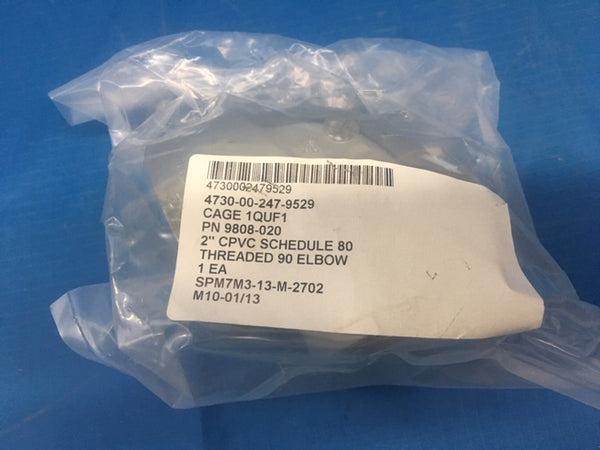 4730002479529
4730-00-247-9529
CAGE 1QUF1
PN 9808-020
2" CPVC SCHEDULE 80
THREADED 90 ELBOW
1 EA
SPM7M3-13-M-2702
M10-01/13